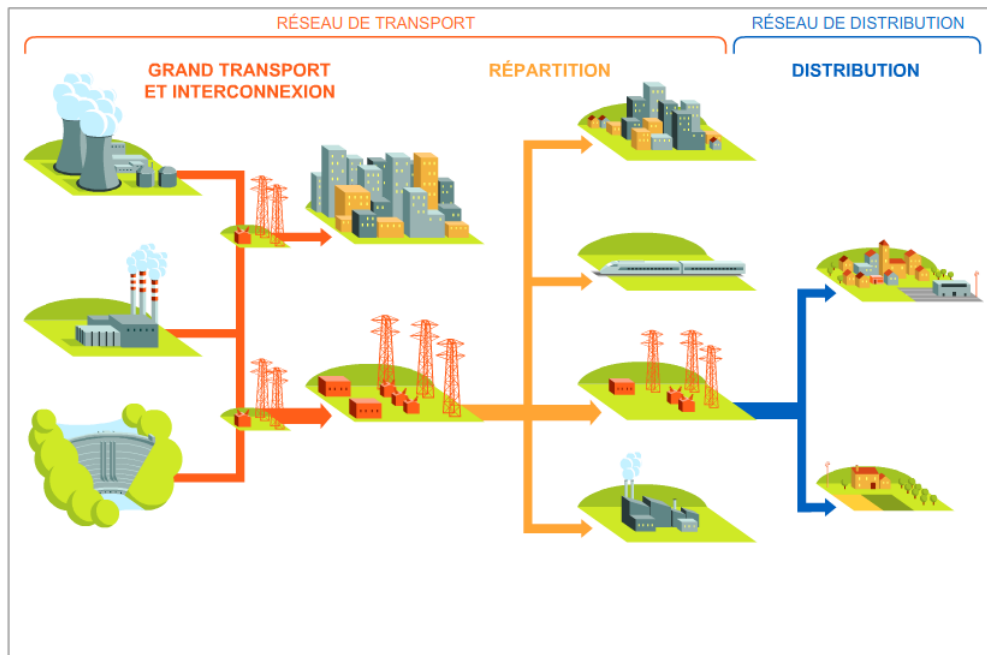 RÉSEAU DE TRANSPORT
RÉSEAU DE DISTRIBUTION
GRAND TRANSPORT
ET INTERCONNEXION
RÉPARTITION
DISTRIBUTION